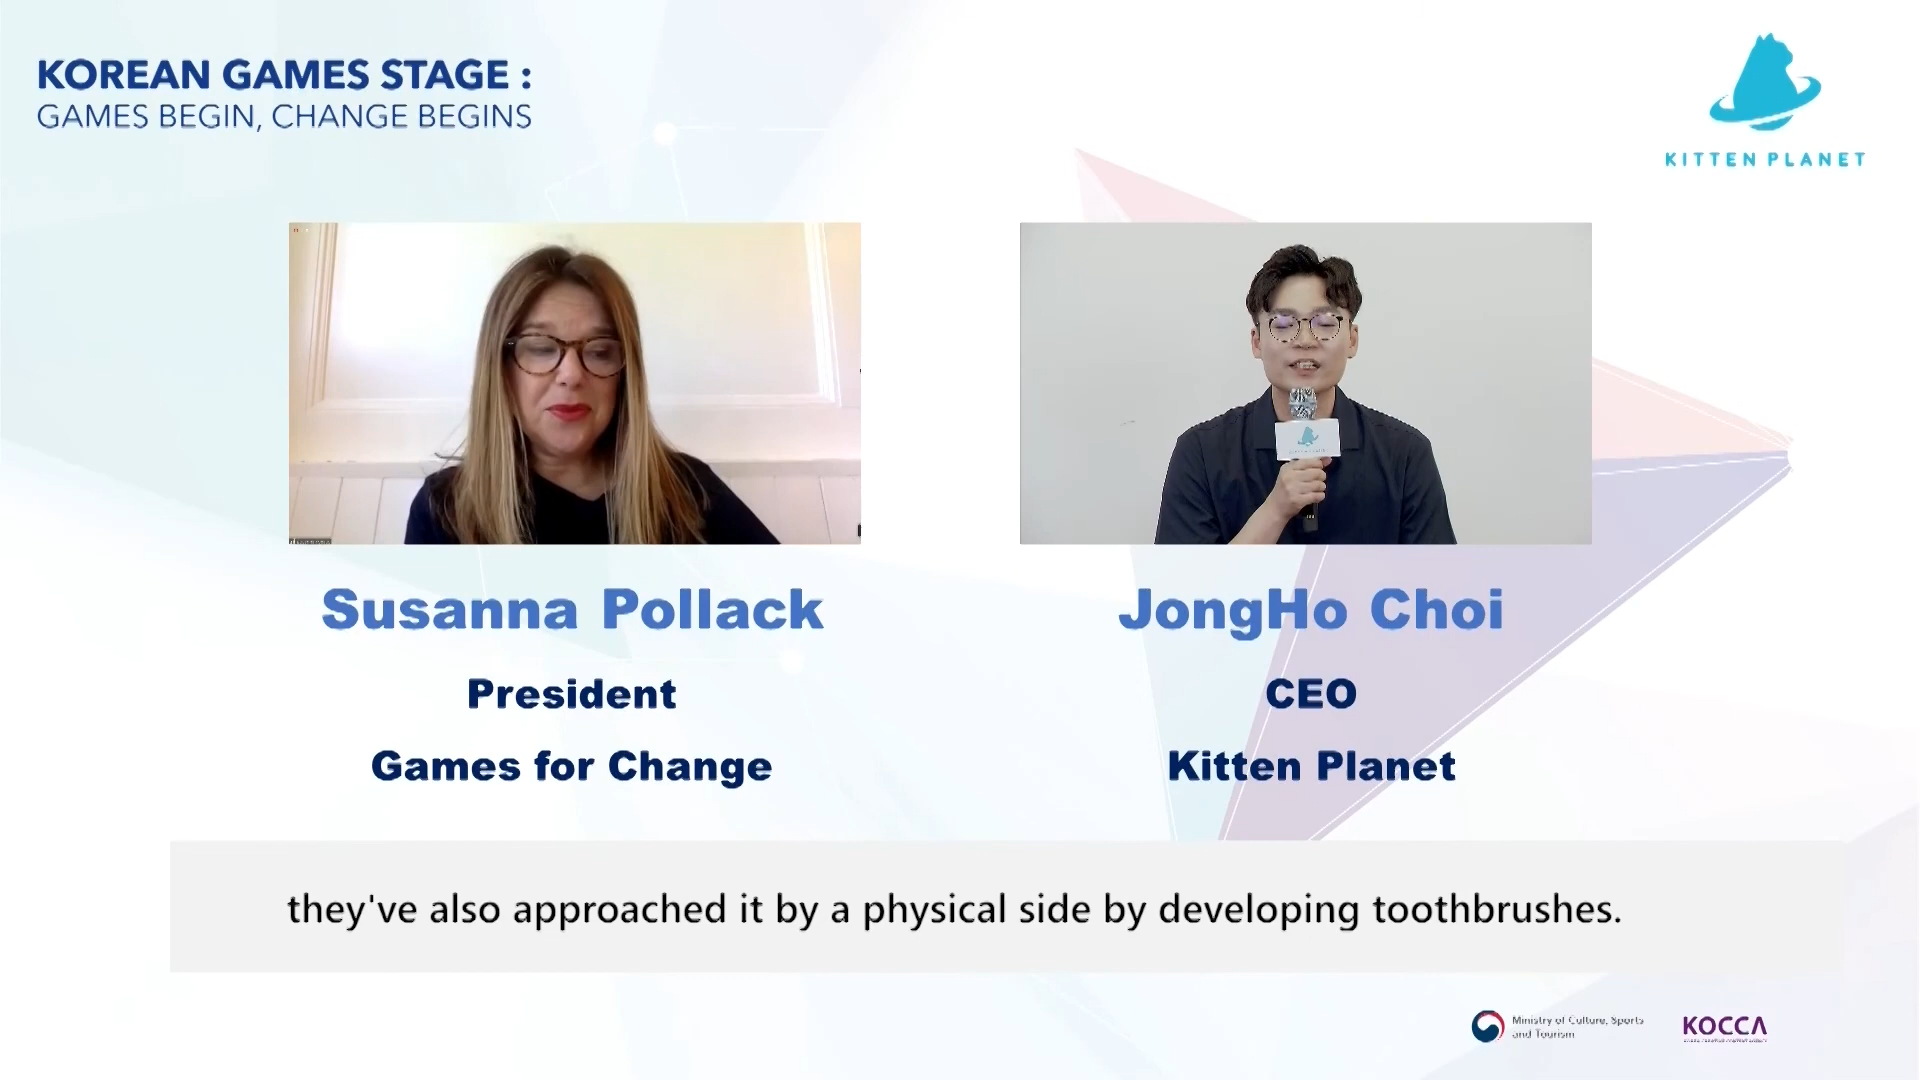 KOREAN GAMES STAGE :
GAMES BEGIN, CHANGE BEGINS
KITTEN PLANET
Susanna Pollack
President
Games for Change
JongHo Choi
CEO
Kitten Planet
they've also approached it by a physical side by developing toothbrushes.
Ministry of Culture, Sports
and Tourism
KOCCA